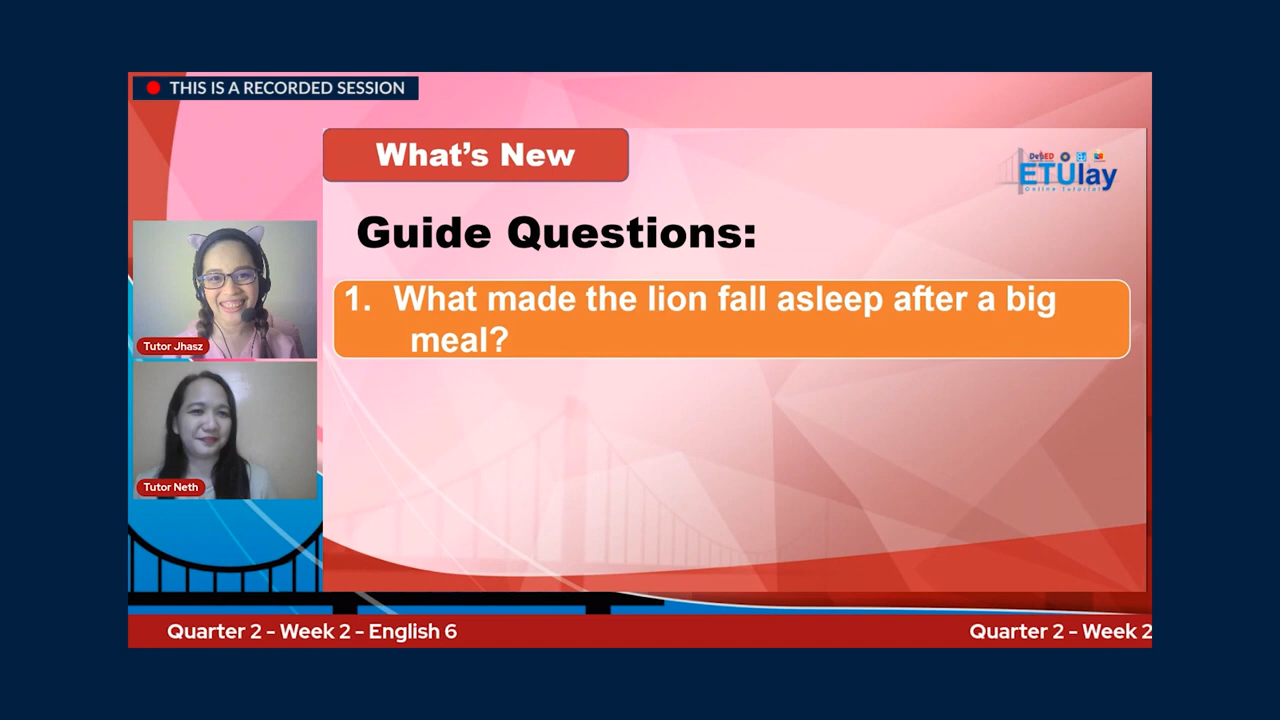 THIS IS A RECORDED SESSION
What's New
DepED
ETUlay
Online Tutorial
Guide Questions:
1. What made the lion fall asleep after a big
meal?
Tutor Jhasz
Tutor Neth
Quarter 2 - Week 2 - English 6
Quarter 2 - Week 2